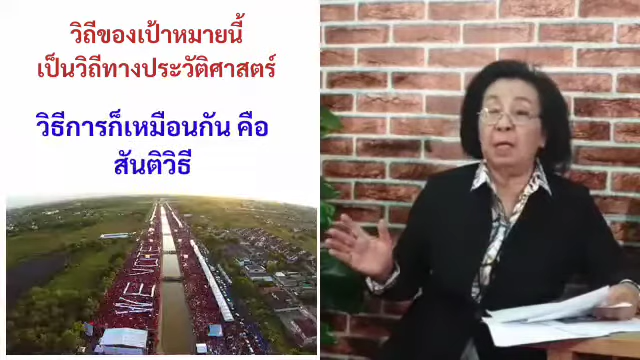 วิถีของเป้าหมายนี้
เป็นวิถีทางประวัติศาสตร์
วิธีการก็เหมือนกัน คือ
สันติวิธี
WE VOTE